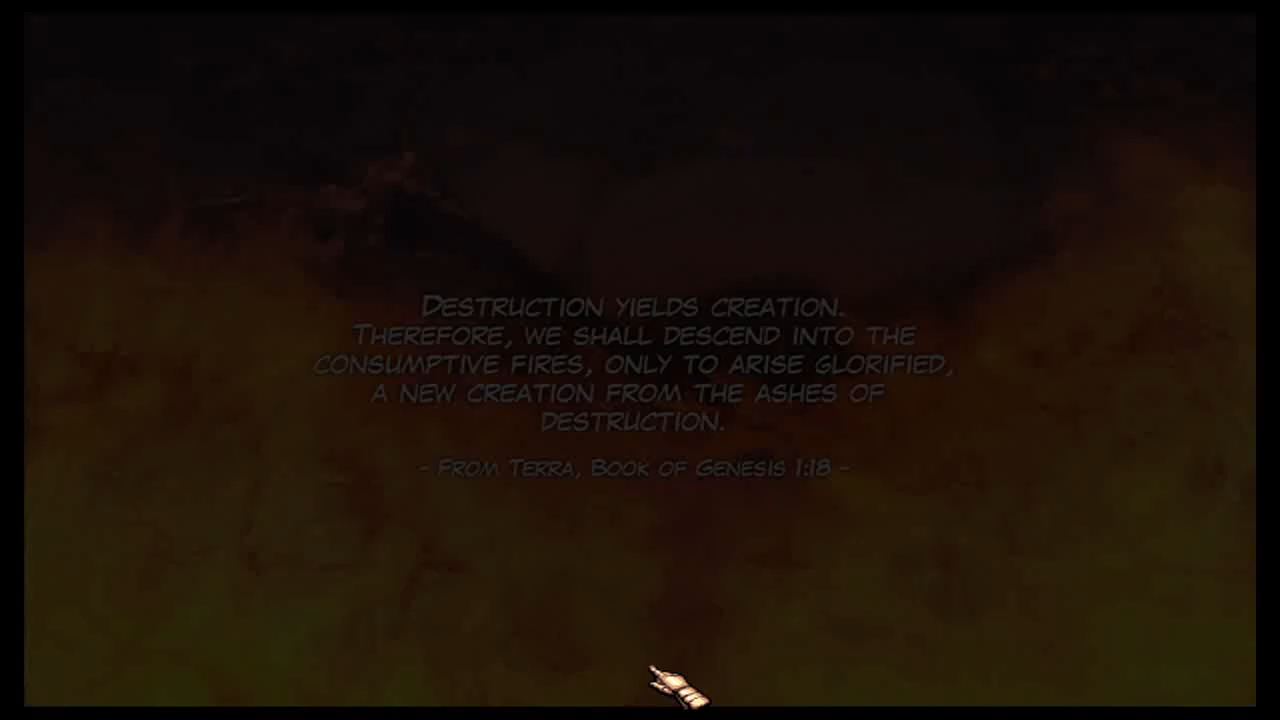 Destruction yields creation.
Therefore, we shall descend into the
consumptive fires, only to arise glorified,
a new creation from the ashes of
destruction.
- From Terra, Book of Genesis 1:18 -